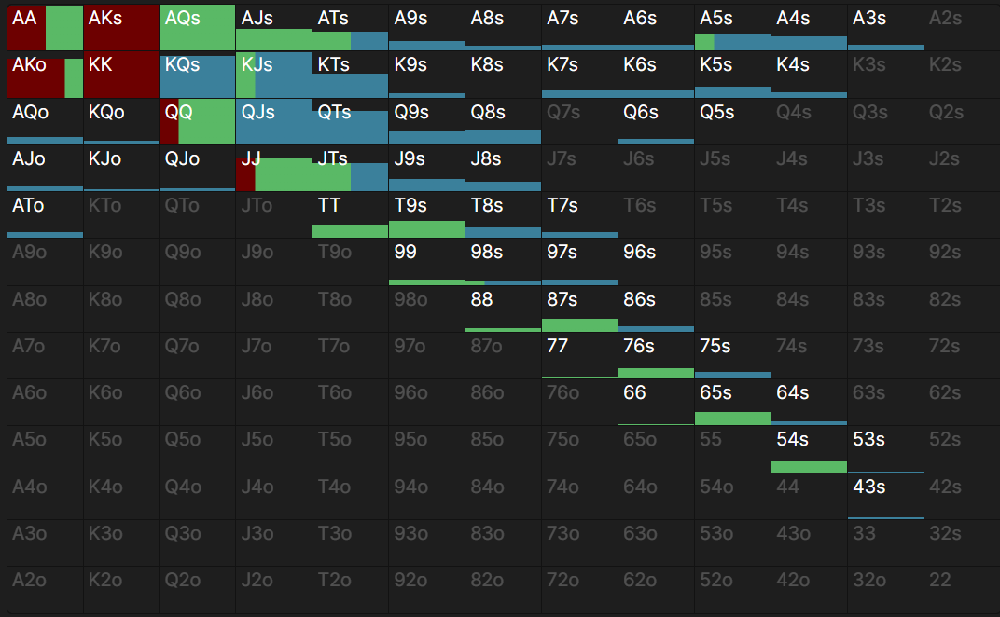 AA AKs AQs AJs ATs A9s A8s A7s A6s A5s A4s A3s A2s
AKo KK KQs KJs KTs K9s K8s K7s K6s K5s K4s K3s K2s
AQo KQo QQ QJs QTs Q9s Q8s Q7s Q6s Q5s Q4s Q3s Q2s
AJo KJo QJo JJ JTs J9s J8s J7s J6s J5s J4s J3s J2s
ATo KTo QTo JTo TT T9s T8s T7s T6s T5s T4s T3s T2s
A9o K9o Q9o J9o T9o 99 98s 97s 96s 95s 94s 93s 92s
A8o K8o Q8o J8o T8o 98o 88 87s 86s 85s 84s 83s 82s
A7o K7o Q7o J7o T7o 97o 87o 77 76s 75s 74s 73s 72s
A6o K6o Q6o J6o T6o 96o 86o 76o 66 65s 64s 63s 62s
A5o K5o Q5o J5o T5o 95o 85o 75o 65o 55 54s 53s 52s
A4o K4o Q4o J4o T4o 94o 84o 74o 64o 54o 44 43s 42s
A3o K3o Q3o J3o T3o 93o 83o 73o 63o 53o 43o 33 32s
A2o K2o Q2o J2o T2o 92o 82o 72o 62o 52o 42o 32o 22